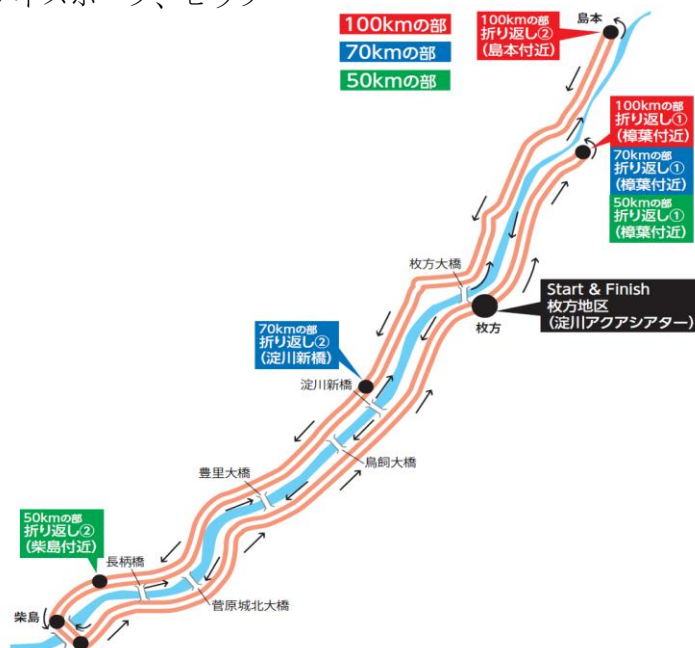 100kmの部
70kmの部
50kmの部
100kmの部
折り返し②
(島本付近)
島本
100kmの部
折り返し①
(樟葉付近)
70kmの部
折り返し①
(樟葉付近)
50kmの部
折り返し①
(樟葉付近)
枚方大橋
Start & Finish
枚方地区
(淀川アクアシアター)
枚方
70kmの部
折り返し②
(淀川新橋)
淀川新橋
鳥飼大橋
豊里大橋
50kmの部
折り返し②
(柴島付近)
長柄橋
菅原城北大橋
柴島